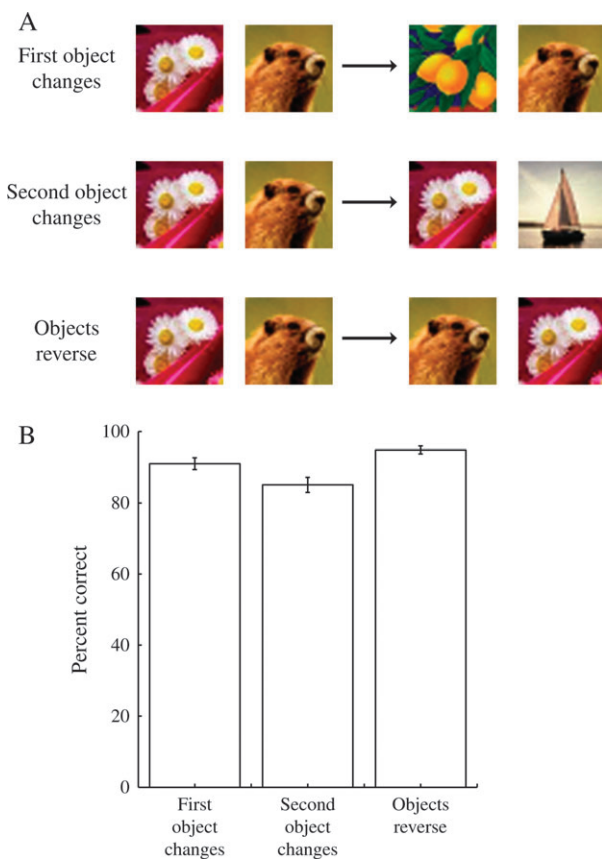 A
First object
changes
Second object
changes
Objects
reverse
B
Percent correct
100
80
60
40
20
0
First
object
changes
Second
object
changes
Objects
reverse